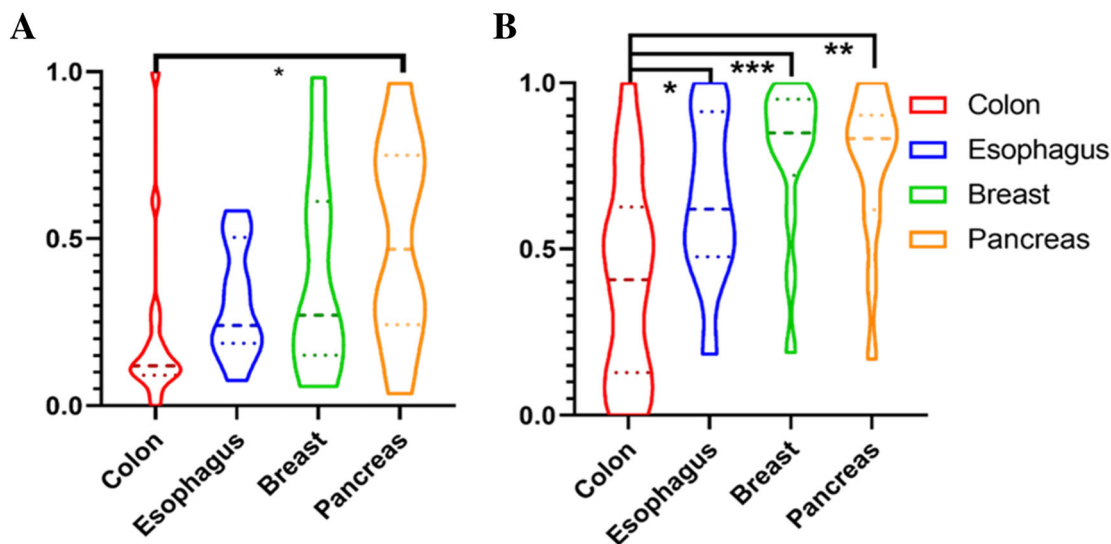 A
*
1.0
0.5
0.0
Colon
Esophagus
Breast
Pancreas
B
**
***
*
1.0
0.5
0.0
Colon
Esophagus
Breast
Pancreas
Colon
Esophagus
Breast
Pancreas